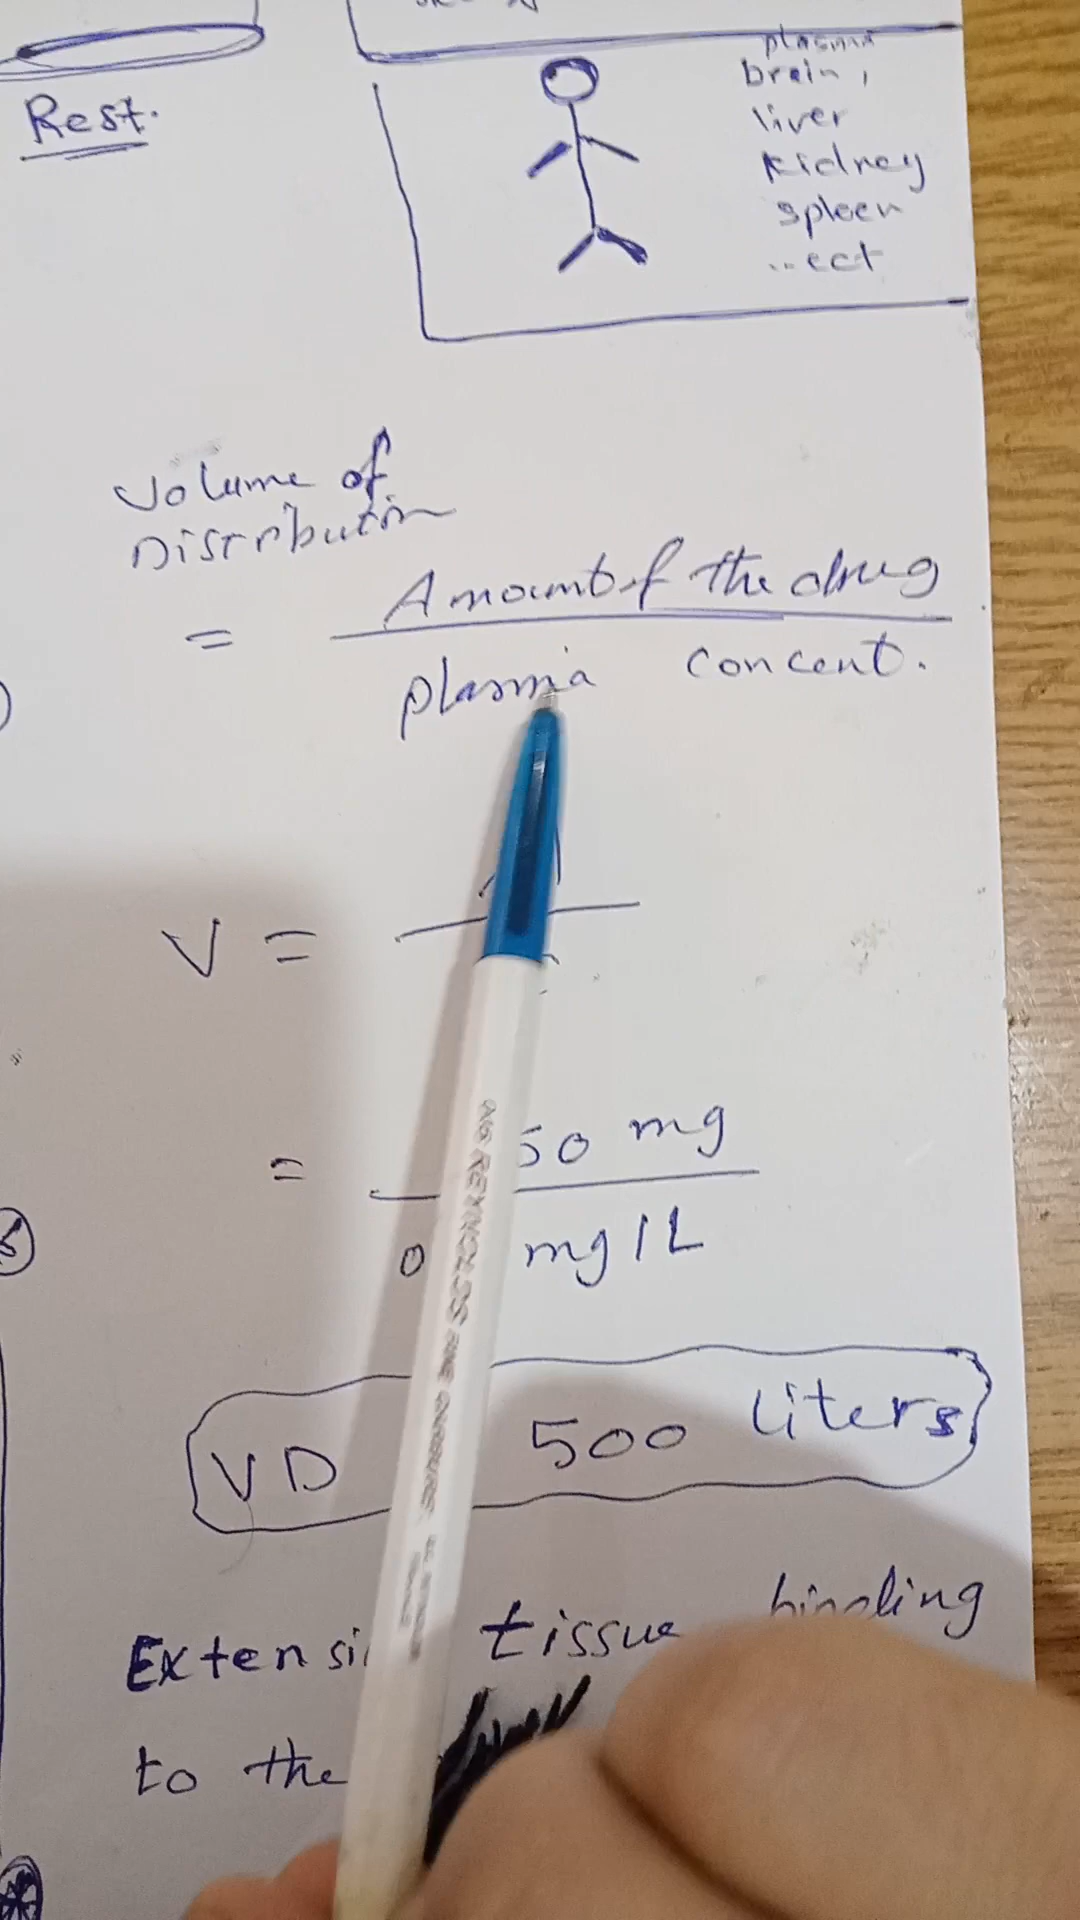 Rest.
plasma
brain,
liver
kidney
spleen
..ect
Volume of
Distribution
= Amount of the drug
plasma concent.
V =
= 50 mg
0 mg/L
VD 500 Liters
tissue binding
to the